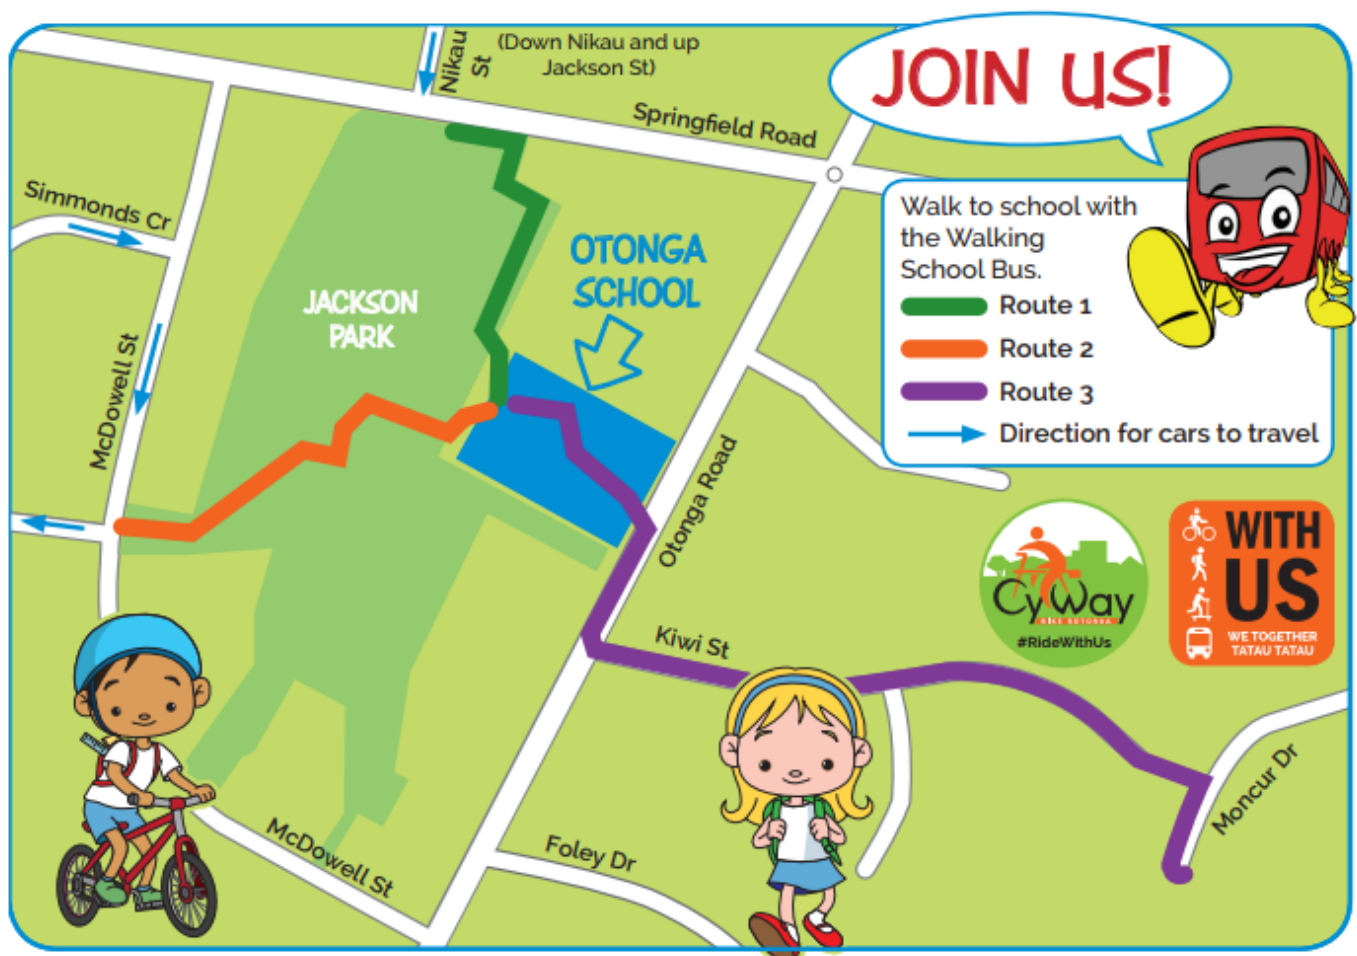 Nikau
St
(Down Nikau and up
Jackson St)
JOIN US!
Springfield Road
Simmonds Cr
Walk to school with
the Walking
School Bus.
Route 1
Route 2
Route 3
Direction for cars to travel
OTONGA
SCHOOL
JACKSON
PARK
McDowell St
Otonga Road
CyWay
BIKE ROTORUA
#RideWithUs
WITH
US
WE TOGETHER
TATAU TATAU
Kiwi St
Moncur Dr
McDowell St
Foley Dr